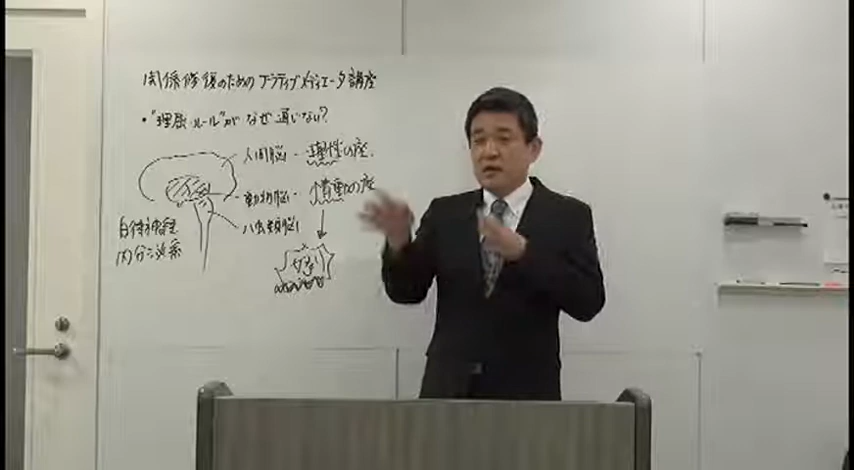 関係修復のための プラティブメディエータ講座
・"理屈・ルール"が なぜ 通じない?
人間脳 - 理性の座
動物脳 - 情動の座
ハ虫類脳
自律神経
内分泌系